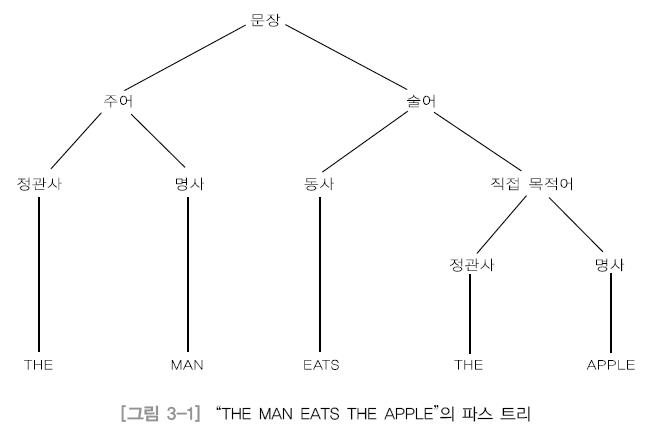 문장
주어 술어
정관사 명사 동사 직접 목적어
정관사 명사
THE MAN EATS THE APPLE
[그림 3-1] “THE MAN EATS THE APPLE”의 파스 트리